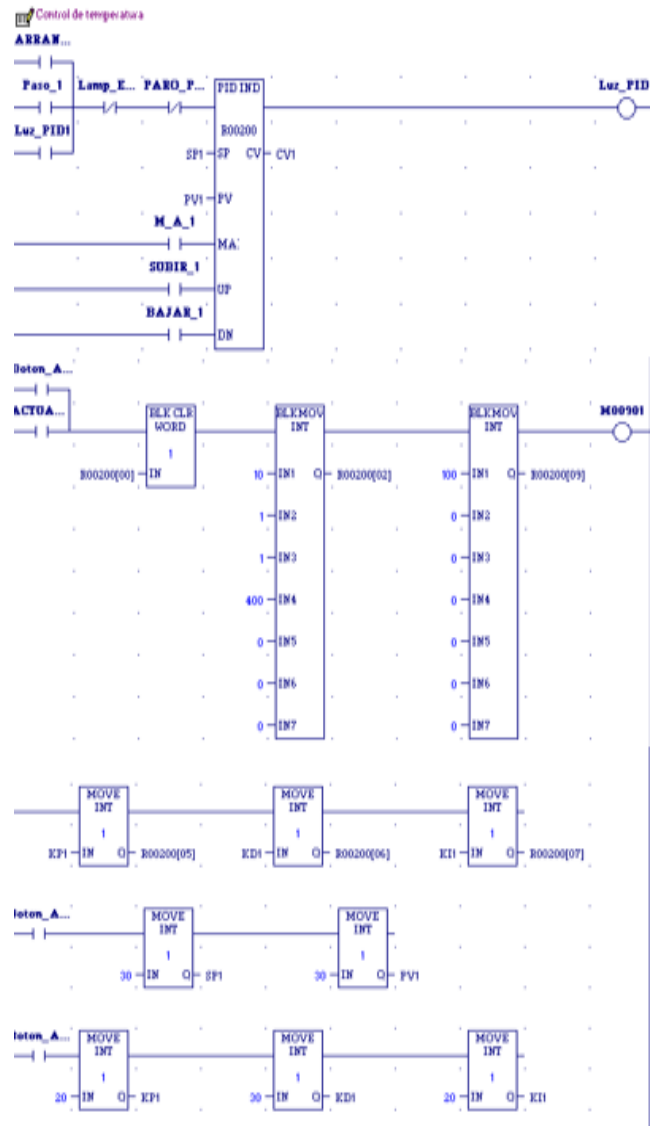 Control de temperatura
ARRAN...
Paso_1 Lamp_E... PARO_P... PID IND Luz_PID
Luz_PID1 R00200
SP1 SP CV CV1
PV1 PV
M_A_1
MA:
SUBIR_1
UP
BAJAR_1
DN
Boton_A...
ACTUA... BLK CLR WORD BLKMOV INT BLKMOV INT M00901
1
R00200[00] IN 10 IN1 Q R00200[02] 100 IN1 Q R00200[09]
1 IN2 0 IN2
1 IN3 0 IN3
400 IN4 0 IN4
0 IN5 0 IN5
0 IN6 0 IN6
0 IN7 0 IN7
MOVE INT MOVE INT MOVE INT
1 1 1
KP1 IN Q R00200[05] KD1 IN Q R00200[06] KI1 IN Q R00200[07]
loton_A... MOVE INT MOVE INT
1 1
30 IN Q SP1 30 IN Q PV1
loton_A... MOVE INT MOVE INT MOVE INT
1 1 1
20 IN Q KP1 30 IN Q KD1 20 IN Q KI1